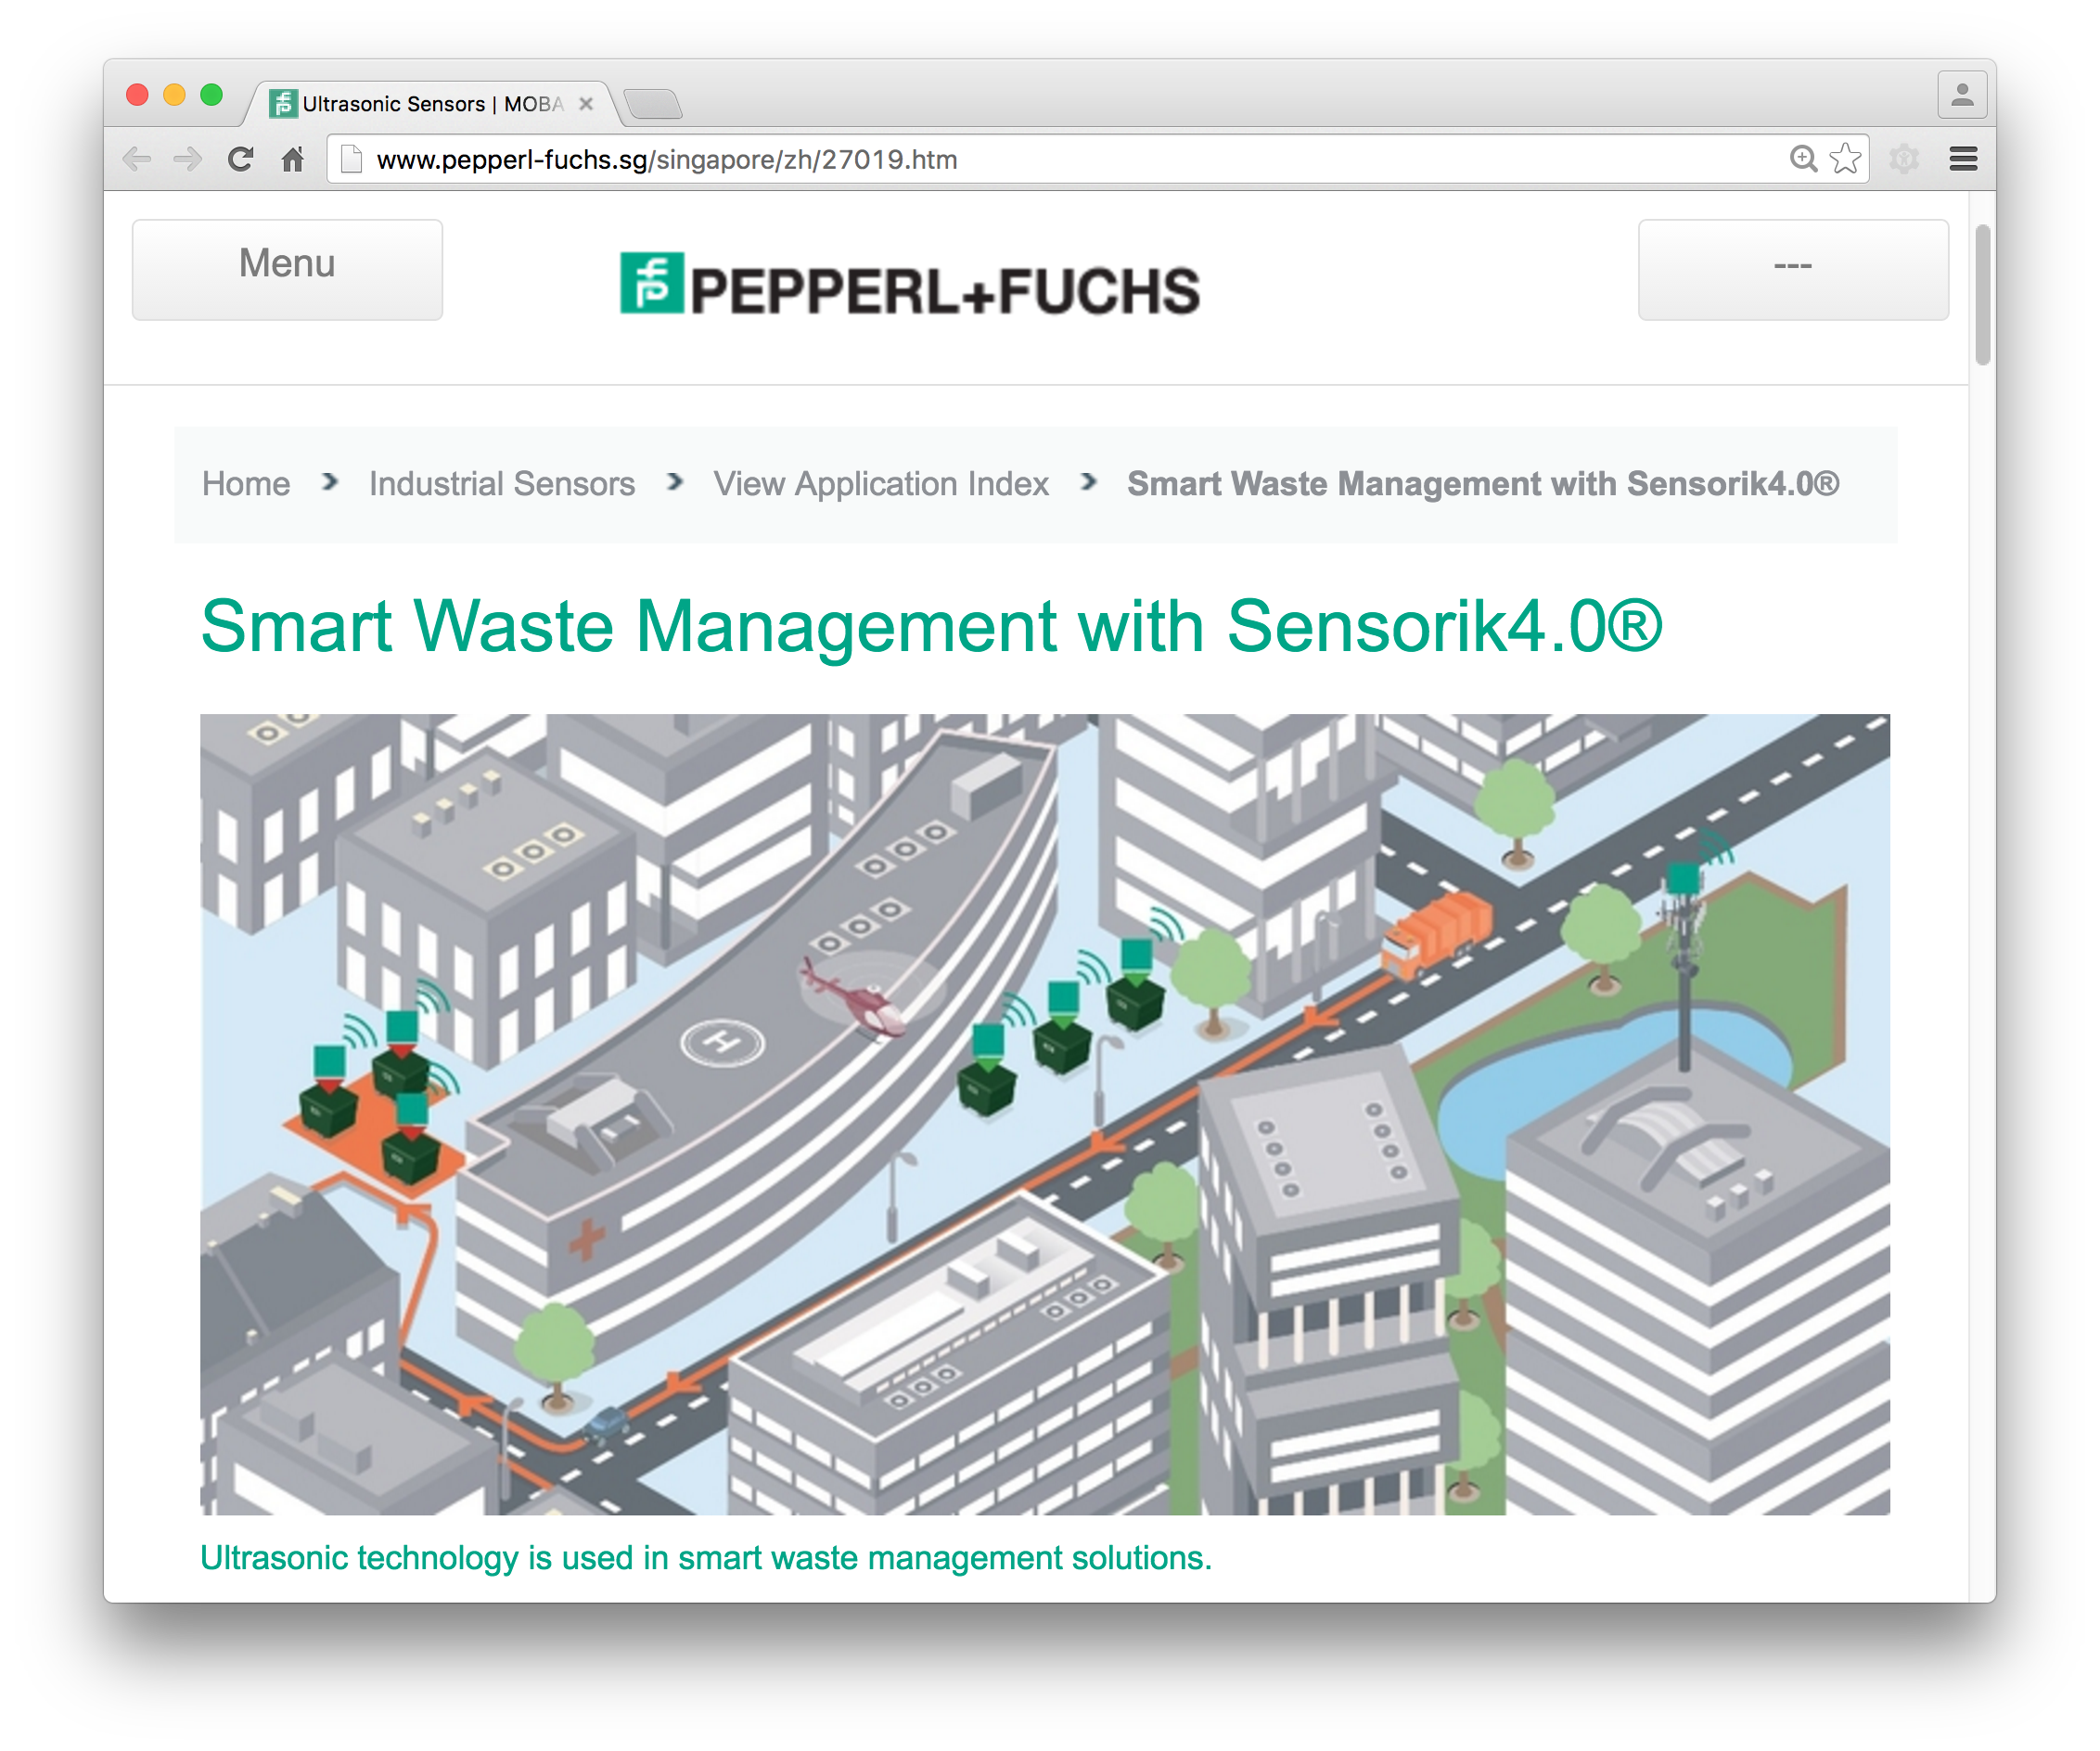 Ultrasonic Sensors | MOBA
www.pepperl-fuchs.sg/singapore/zh/27019.htm
Menu
PEPPERL+FUCHS
---
Home › Industrial Sensors › View Application Index › Smart Waste Management with Sensorik4.0®
Smart Waste Management with Sensorik4.0®
H
Ultrasonic technology is used in smart waste management solutions.